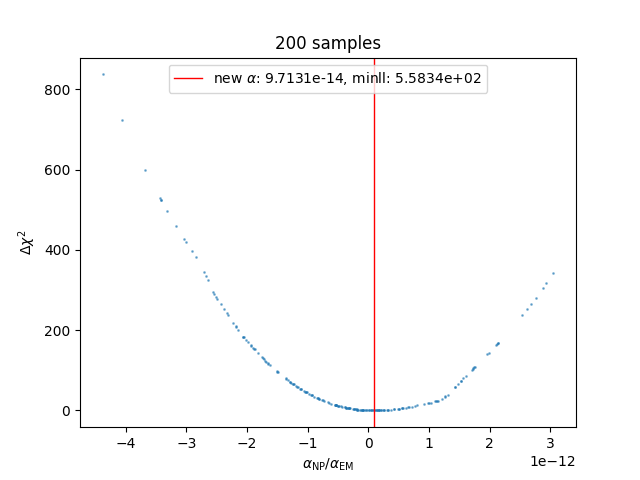 200 samples
new α: 9.7131e-14, minll: 5.5834e+02
Δχ²
800
600
400
200
0
−4 −3 −2 −1 0 1 2 3
1e−12
α_NP/α_EM